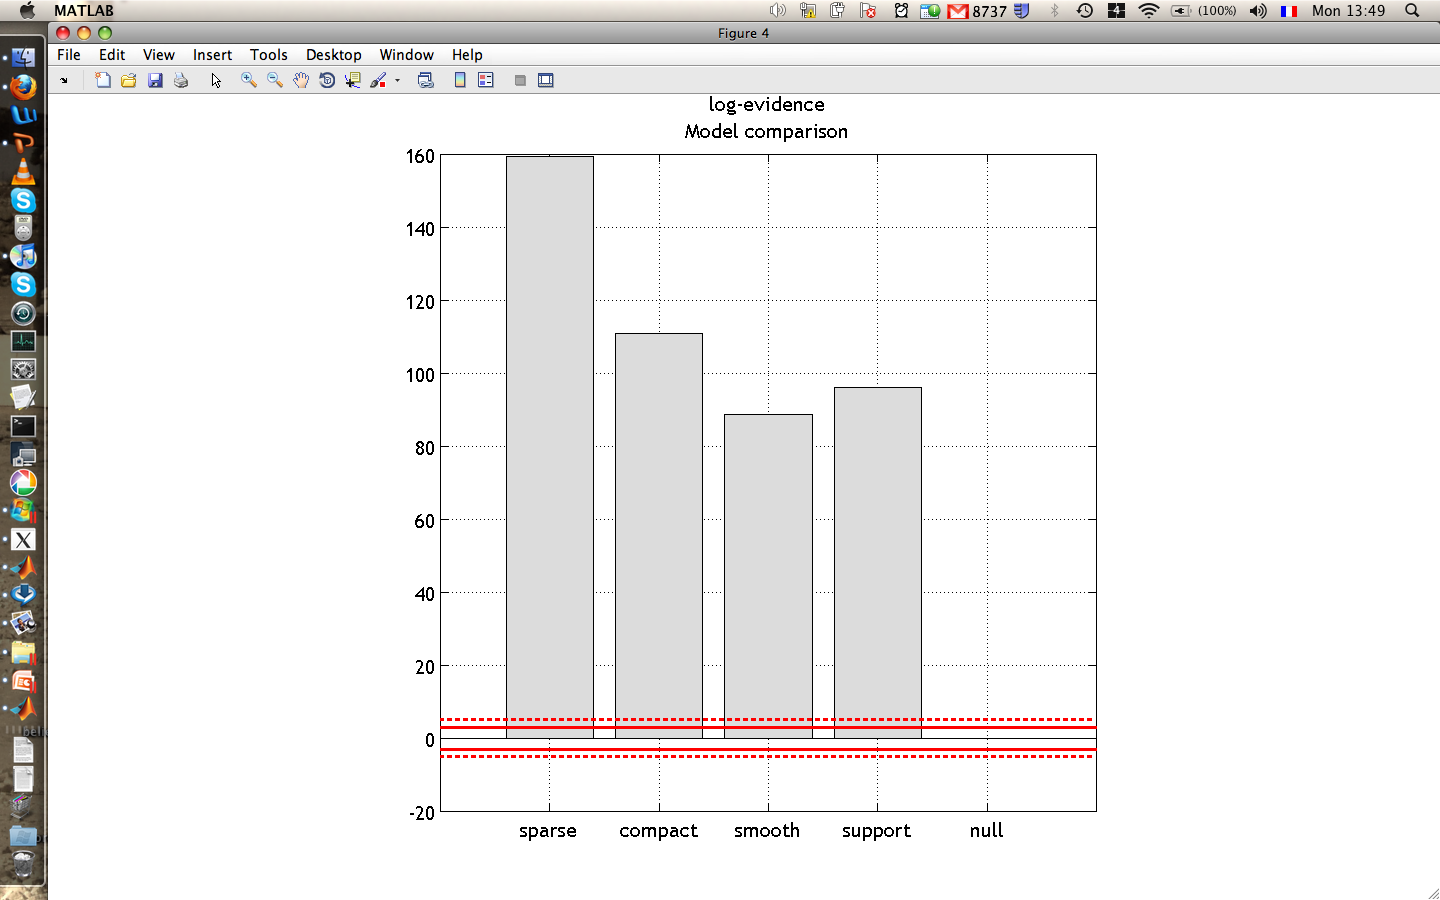 MATLAB
8737
4
(100%)
Mon 13:49
Figure 4
File Edit View Insert Tools Desktop Window Help
log-evidence
Model comparison
160
140
120
100
80
60
40
20
0
-20
sparse compact smooth support null